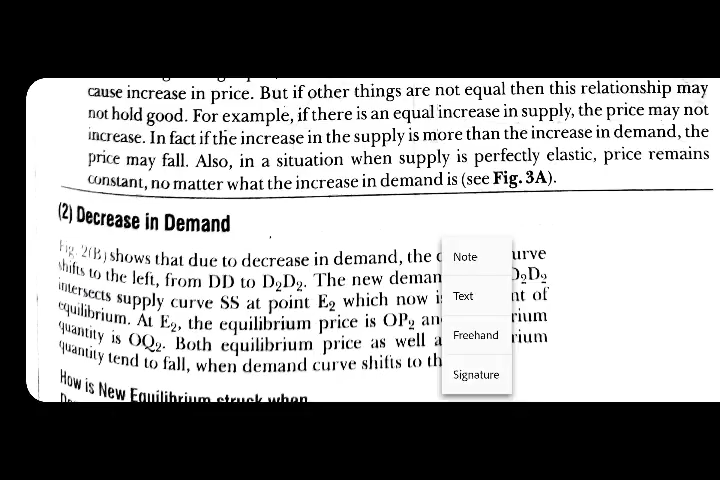 cause increase in price. But if other things are not equal then this relationship may
not hold good. For example, if there is an equal increase in supply, the price may not
increase. In fact if the increase in the supply is more than the increase in demand, the
price may fall. Also, in a situation when supply is perfectly elastic, price remains
constant, no matter what the increase in demand is (see Fig. 3A).
(2) Decrease in Demand
Fig. 2(B) shows that due to decrease in demand, the
shifts to the left, from DD to D₂D₂. The new deman D₂D₂
intersects supply curve SS at point E₂ which now of
equilibrium. At E₂, the equilibrium price is OP₂
quantity is OQ₂. Both equilibrium price as well
quantity tend to fall, when demand curve shifts to
How is New Equilibrium struck when
Note
Text
Freehand
Signature